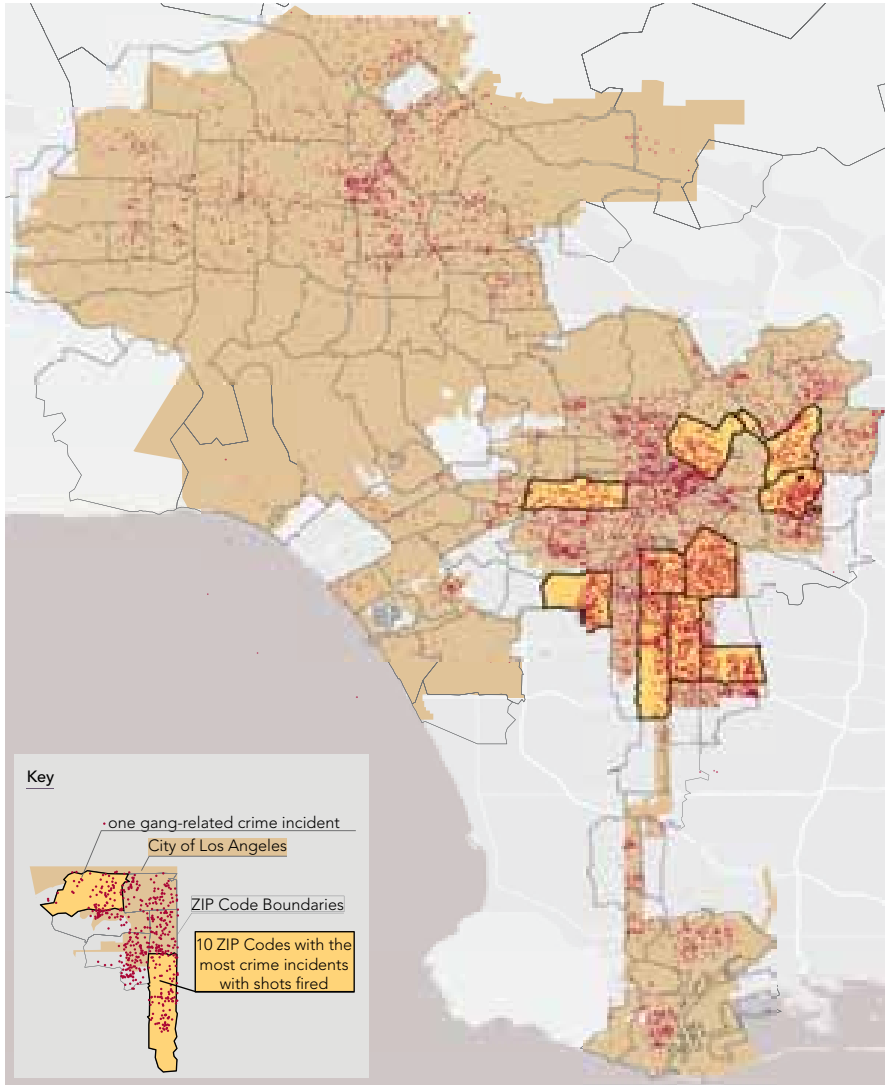 Key
one gang-related crime incident
City of Los Angeles
ZIP Code Boundaries
10 ZIP Codes with the
most crime incidents
with shots fired